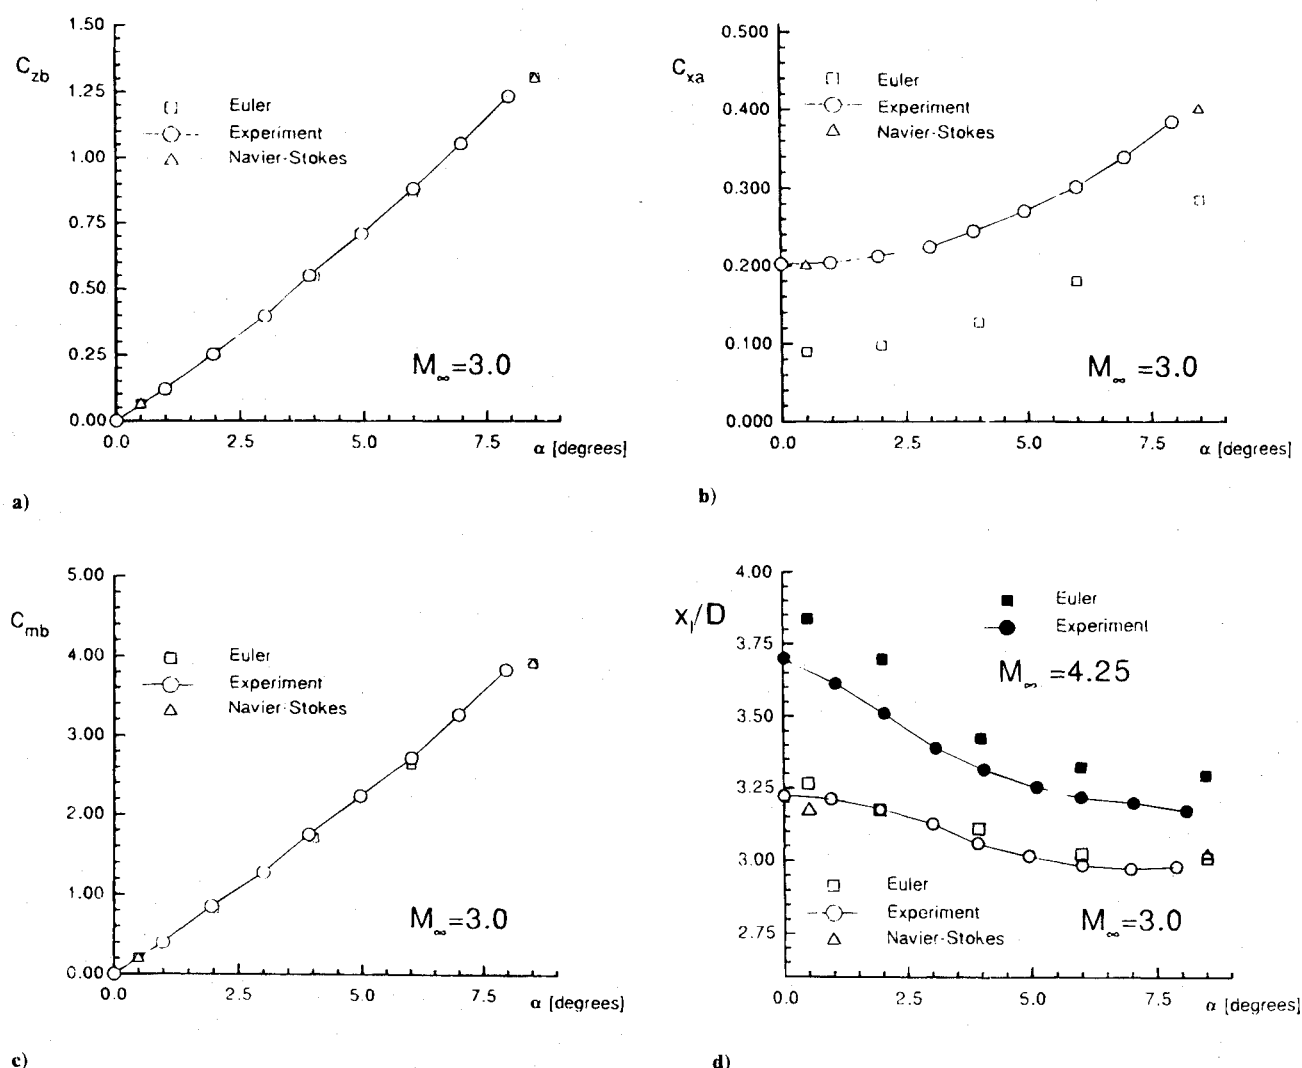 1.50
C_zb
1.25
1.00
0.75
0.50
0.25
0.00
Euler
Experiment
Navier-Stokes
M_∞=3.0
0.0 2.5 5.0 7.5 α [degrees]
a)
0.500
C_xa
0.400
0.300
0.200
0.100
0.000
Euler
Experiment
Navier-Stokes
M_∞ =3.0
0.0 2.5 5.0 7.5 α [degrees]
b)
5.00
C_mb
4.00
3.00
2.00
1.00
0.00
Euler
Experiment
Navier-Stokes
M_∞=3.0
0.0 2.5 5.0 7.5 α [degrees]
c)
4.00
x_l/D
3.75
3.50
3.25
3.00
2.75
Euler
Experiment
M_∞=4.25
Euler
Experiment
Navier-Stokes
M_∞=3.0
0.0 2.5 5.0 7.5 α [degrees]
d)